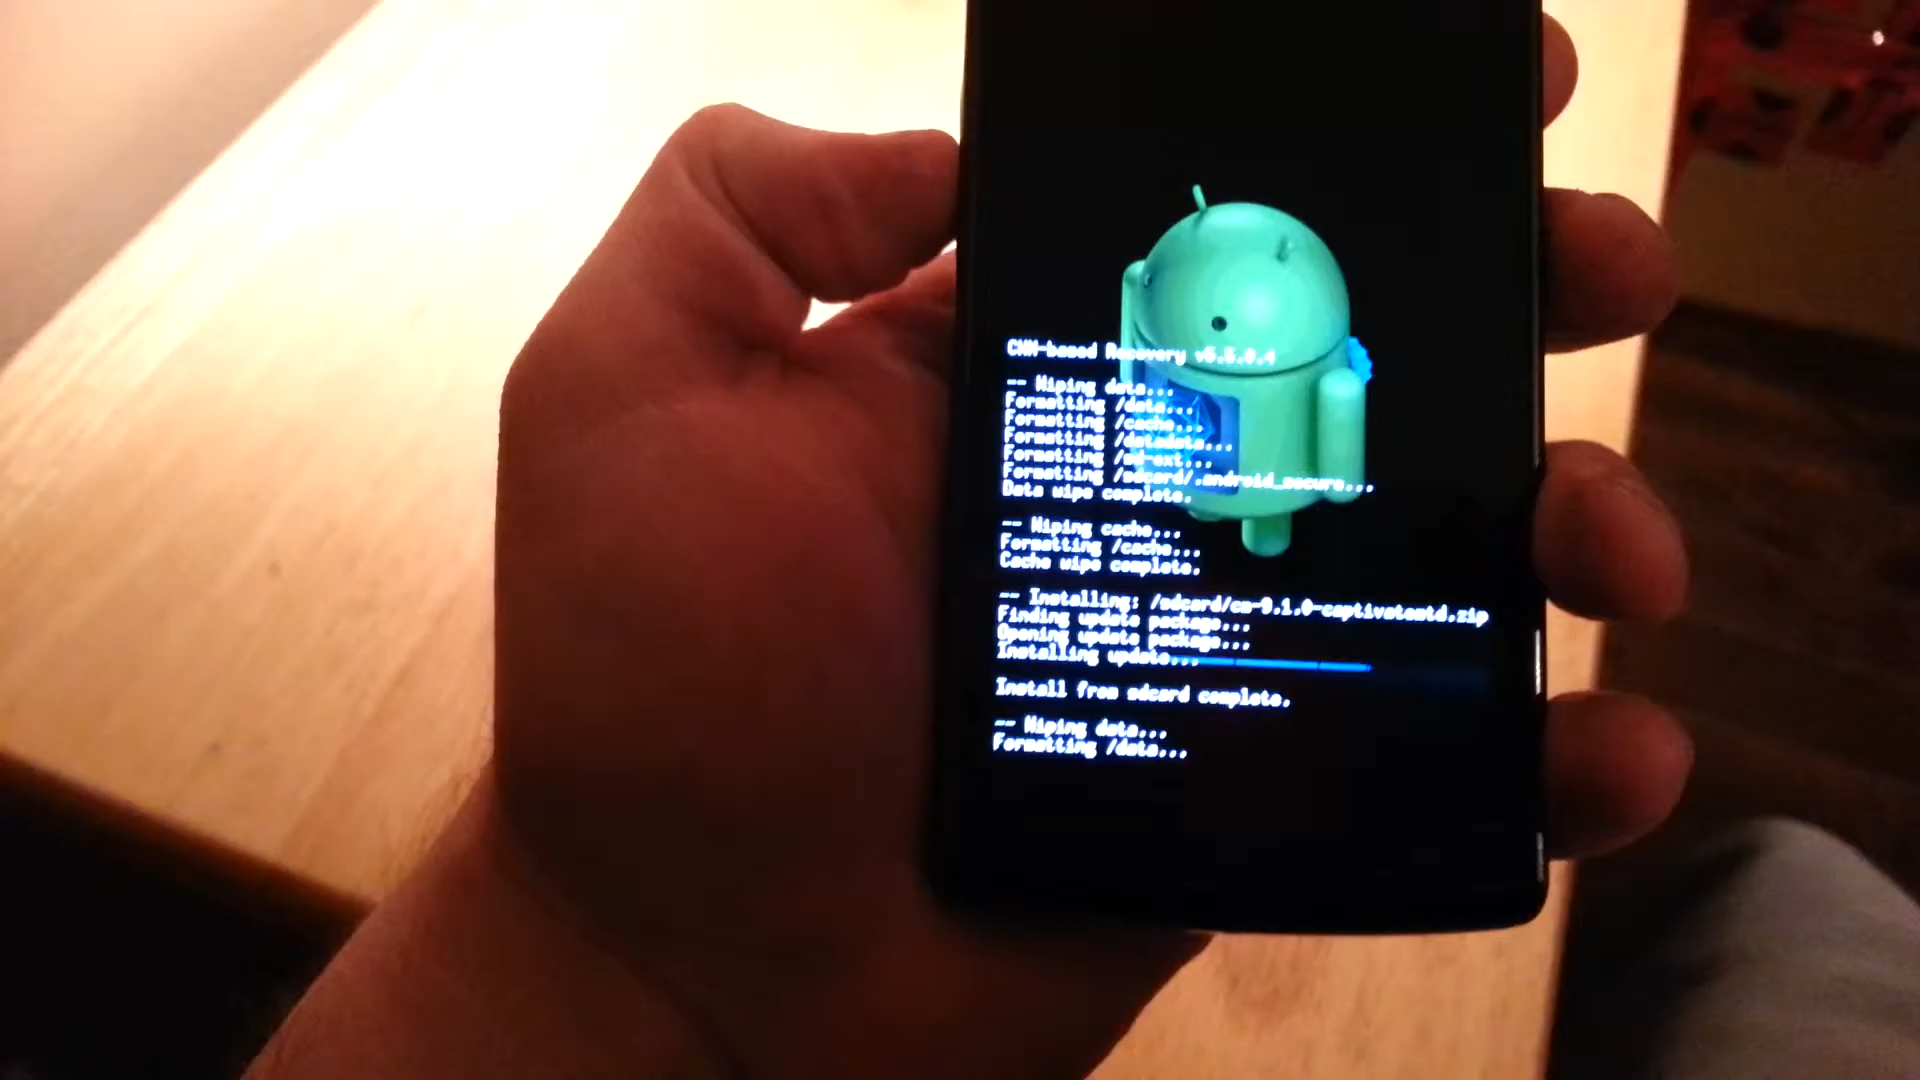 CWM-based Recovery v5.5.0.4
-- Wiping data...
Formatting /data...
Formatting /cache...
Formatting /datadata...
Formatting /sd-ext...
Formatting /sdcard/.android_secure...
Data wipe complete.
-- Wiping cache...
Formatting /cache...
Cache wipe complete.
-- Installing: /sdcard/cm-9.1.0-captivatemtd.zip
Finding update package...
Opening update package...
Installing update...
Install from sdcard complete.
-- Wiping data...
Formatting /data...